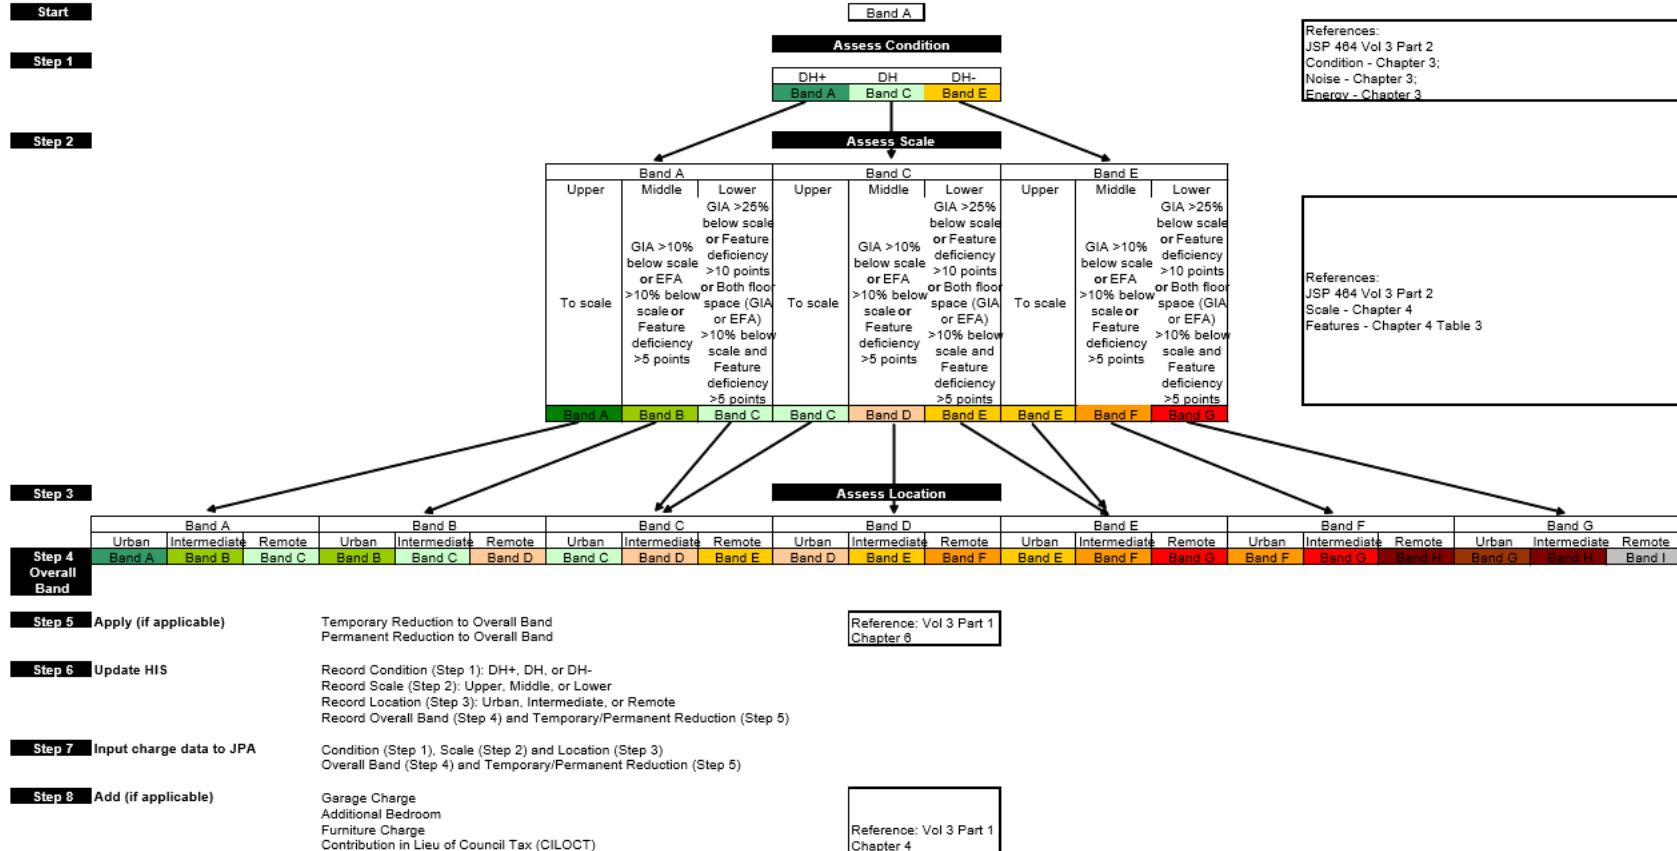 Start
Band A
Assess Condition
References:
JSP 464 Vol 3 Part 2
Condition - Chapter 3;
Noise - Chapter 3;
Energy - Chapter 3
Step 1
DH+ DH DH-
Band A Band C Band E
Step 2
Assess Scale
Band A Band C Band E
Upper Middle Lower Upper Middle Lower Upper Middle Lower
To scale
GIA >10%
below scale
or EFA
>10% below
scale or
Feature
deficiency
>5 points
GIA >25%
below scale
or Feature
deficiency
>10 points
or Both floor
space (GIA
or EFA)
>10% below
scale and
Feature
deficiency
>5 points
To scale
GIA >10%
below scale
or EFA
>10% below
scale or
Feature
deficiency
>5 points
GIA >25%
below scale
or Feature
deficiency
>10 points
or Both floor
space (GIA
or EFA)
>10% below
scale and
Feature
deficiency
>5 points
To scale
GIA >10%
below scale
or EFA
>10% below
scale or
Feature
deficiency
>5 points
GIA >25%
below scale
or Feature
deficiency
>10 points
or Both floor
space (GIA
or EFA)
>10% below
scale and
Feature
deficiency
>5 points
Band A Band B Band C Band C Band D Band E Band E Band F Band G
References:
JSP 464 Vol 3 Part 2
Scale - Chapter 4
Features - Chapter 4 Table 3
Step 3
Assess Location
Band A Band B Band C Band D Band E Band F Band G
Urban Intermediate Remote Urban Intermediate Remote Urban Intermediate Remote Urban Intermediate Remote Urban Intermediate Remote Urban Intermediate Remote Urban Intermediate Remote
Step 4
Overall
Band
Band A Band B Band C Band B Band C Band D Band C Band D Band E Band D Band E Band F Band E Band F Band G Band F Band G Band H Band G Band H Band I
Step 5 Apply (if applicable)
Temporary Reduction to Overall Band
Permanent Reduction to Overall Band
Reference: Vol 3 Part 1
Chapter 6
Step 6 Update HIS
Record Condition (Step 1): DH+, DH, or DH-
Record Scale (Step 2): Upper, Middle, or Lower
Record Location (Step 3): Urban, Intermediate, or Remote
Record Overall Band (Step 4) and Temporary/Permanent Reduction (Step 5)
Step 7 Input charge data to JPA
Condition (Step 1), Scale (Step 2) and Location (Step 3)
Overall Band (Step 4) and Temporary/Permanent Reduction (Step 5)
Step 8 Add (if applicable)
Garage Charge
Additional Bedroom
Furniture Charge
Contribution in Lieu of Council Tax (CILOCT)
Reference: Vol 3 Part 1
Chapter 4